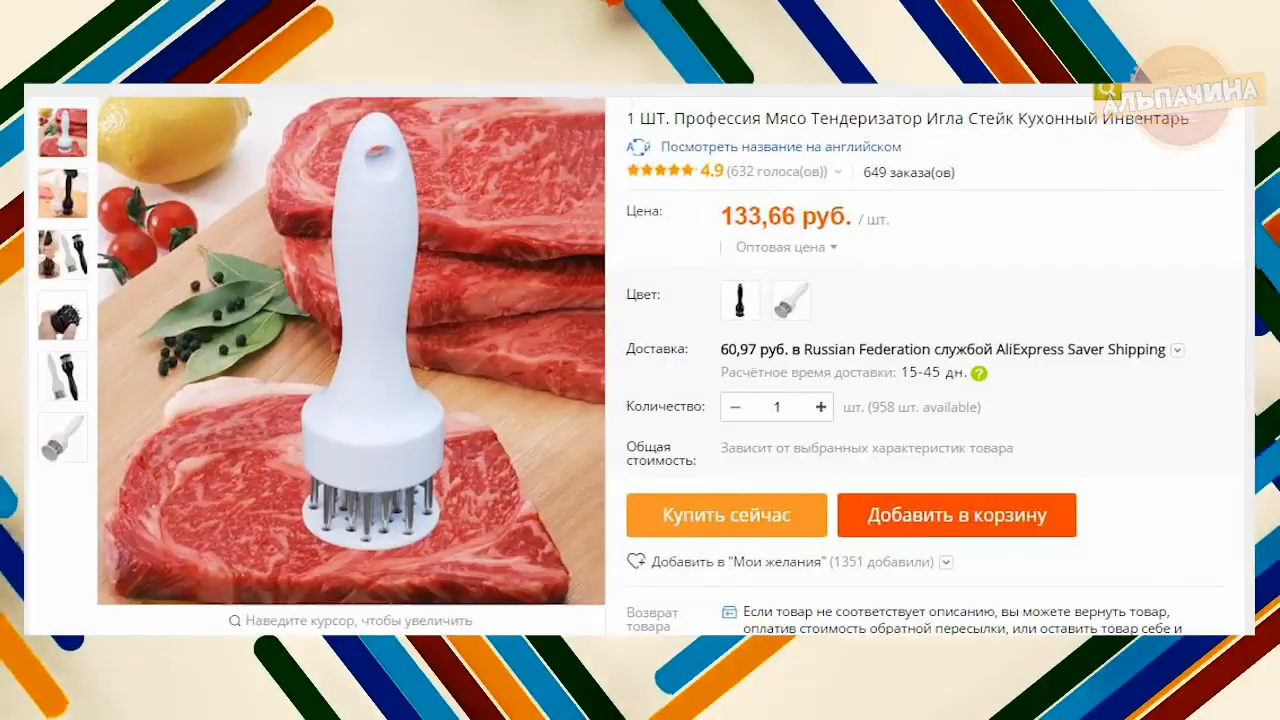 АЛЬПАЧИНА
1 ШТ. Профессия Мясо Тендеризатор Игла Стейк Кухонный Инвентарь
Посмотреть название на английском
4.9 (632 голоса(ов)) 649 заказа(ов)
Цена: 133,66 руб. / шт.
Оптовая цена
Цвет:
Доставка: 60,97 руб. в Russian Federation службой AliExpress Saver Shipping
Расчётное время доставки: 15-45 дн. ?
Количество: − 1 + шт. (958 шт. available)
Общая стоимость: Зависит от выбранных характеристик товара
Купить сейчас Добавить в корзину
Добавить в "Мои желания" (1351 добавили)
Возврат товара Если товар не соответствует описанию, вы можете вернуть товар,
оплатив стоимость обратной пересылки, или оставить товар себе и
Наведите курсор, чтобы увеличить